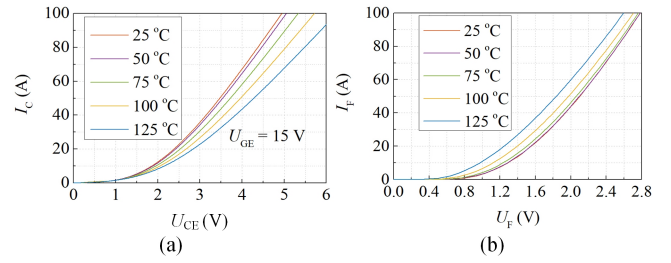 100
80
60
40
20
0
I_C (A)
25 °C
50 °C
75 °C
100 °C
125 °C
U_GE = 15 V
0 1 2 3 4 5 6
U_CE (V)
(a)
100
80
60
40
20
0
I_F (A)
25 °C
50 °C
75 °C
100 °C
125 °C
0.0 0.4 0.8 1.2 1.6 2.0 2.4 2.8
U_F (V)
(b)